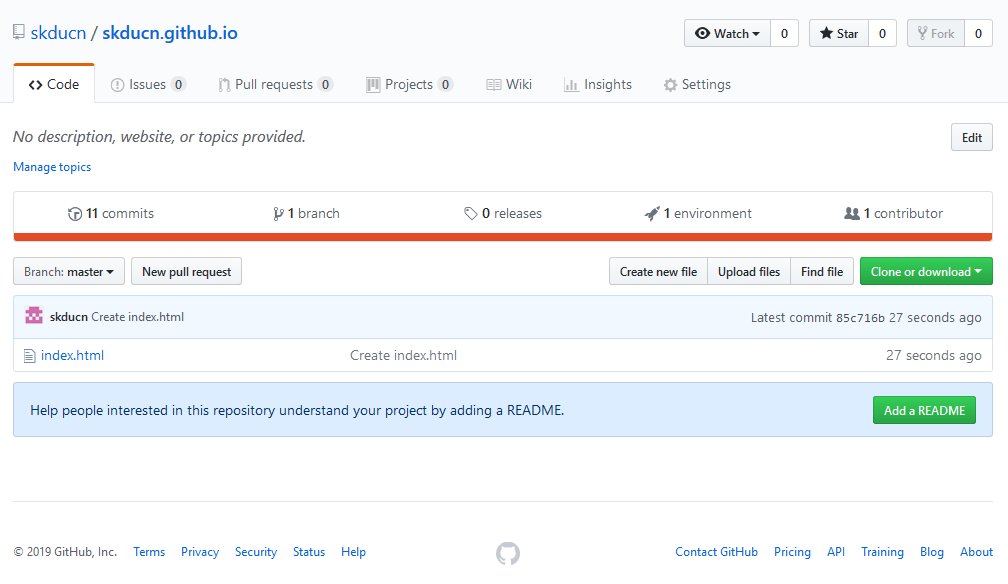 skducn / skducn.github.io Watch 0 Star 0 Fork 0
Code Issues 0 Pull requests 0 Projects 0 Wiki Insights Settings
No description, website, or topics provided. Edit
Manage topics
11 commits 1 branch 0 releases 1 environment 1 contributor
Branch: master New pull request Create new file Upload files Find file Clone or download
skducn Create index.html Latest commit 85c716b 27 seconds ago
index.html Create index.html 27 seconds ago
Help people interested in this repository understand your project by adding a README. Add a README
© 2019 GitHub, Inc. Terms Privacy Security Status Help Contact GitHub Pricing API Training Blog About